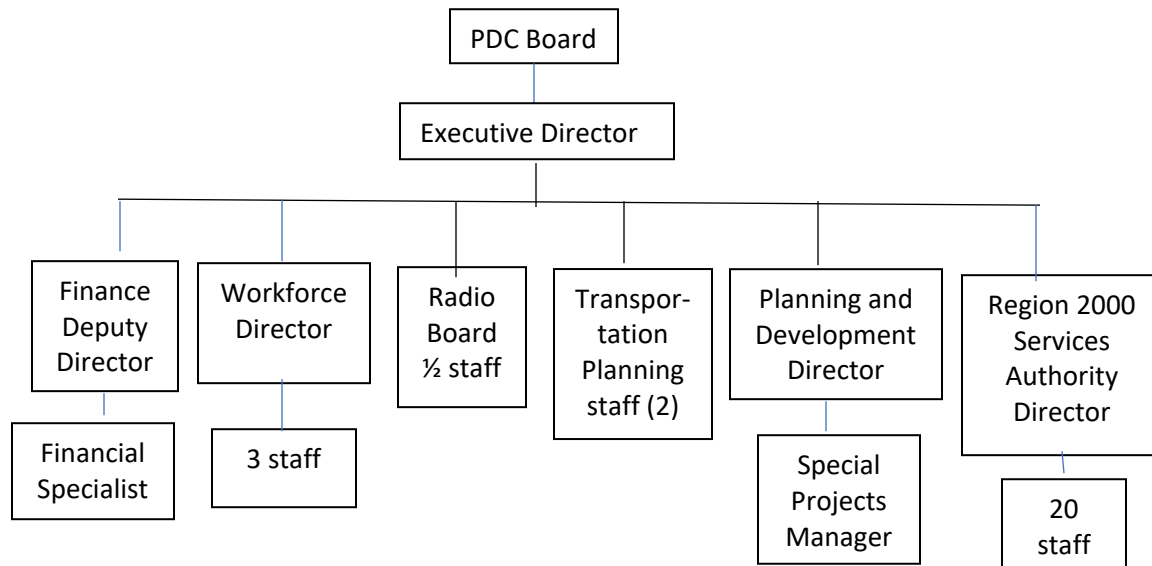 PDC Board
Executive Director
Finance
Deputy
Director
Workforce
Director
Radio
Board
½ staff
Transpor-
tation
Planning
staff (2)
Planning and
Development
Director
Region 2000
Services
Authority
Director
Financial
Specialist
3 staff
Special
Projects
Manager
20
staff